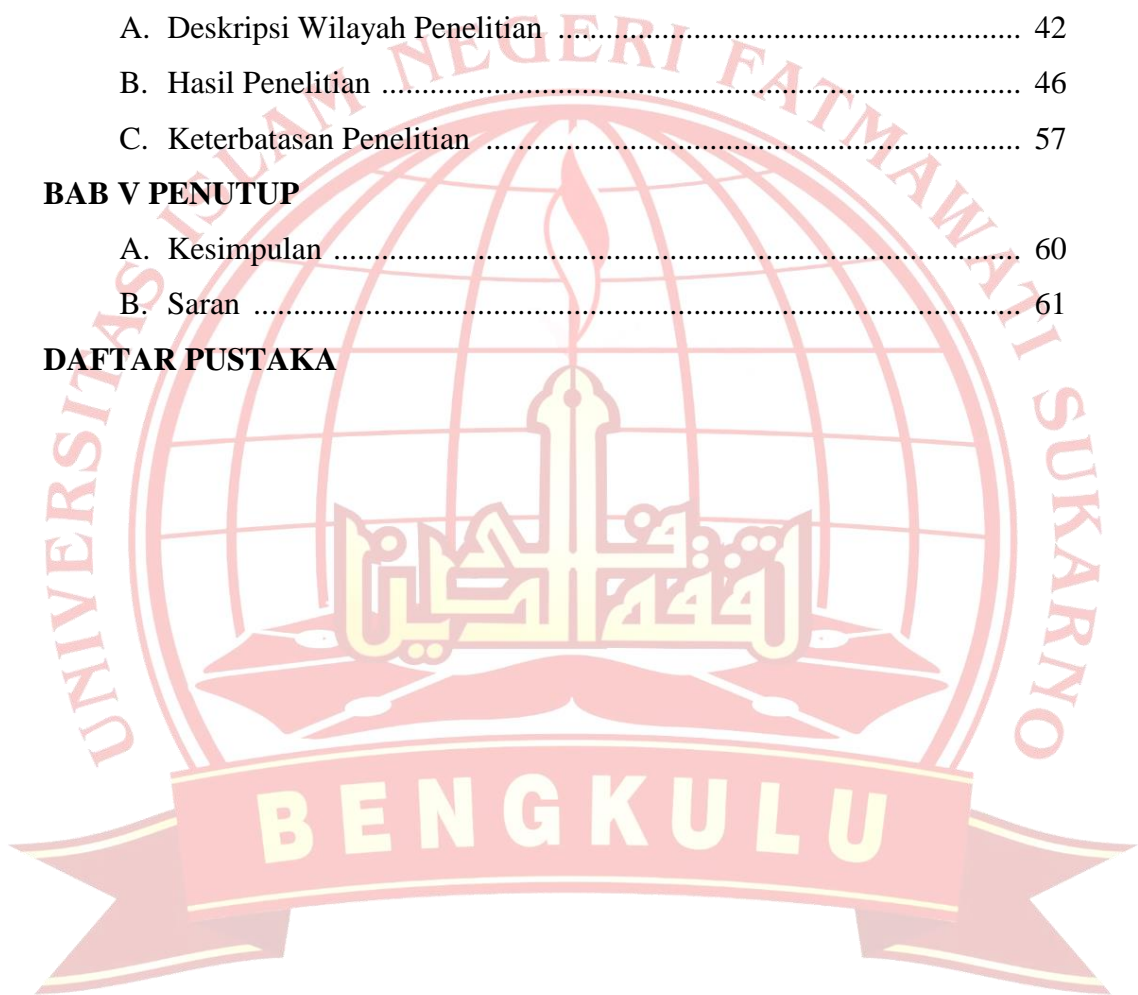 A. Deskripsi Wilayah Penelitian ........................................................ 42
B. Hasil Penelitian .............................................................................. 46
C. Keterbatasan Penelitian ................................................................. 57
BAB V PENUTUP
A. Kesimpulan .................................................................................... 60
B. Saran .............................................................................................. 61
DAFTAR PUSTAKA
UNIVERSITAS ISLAM NEGERI FATMAWATI SUKARNO
BENGKULU